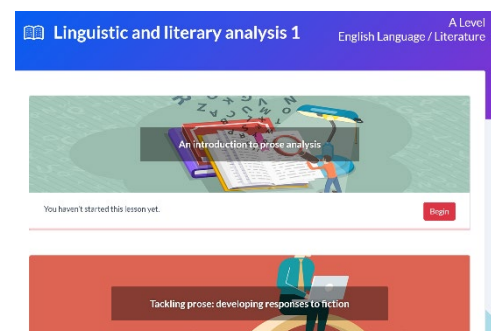 Linguistic and literary analysis 1
A Level
English Language / Literature
An introduction to prose analysis
You haven't started this lesson yet.
Begin
Tackling prose: developing responses to fiction